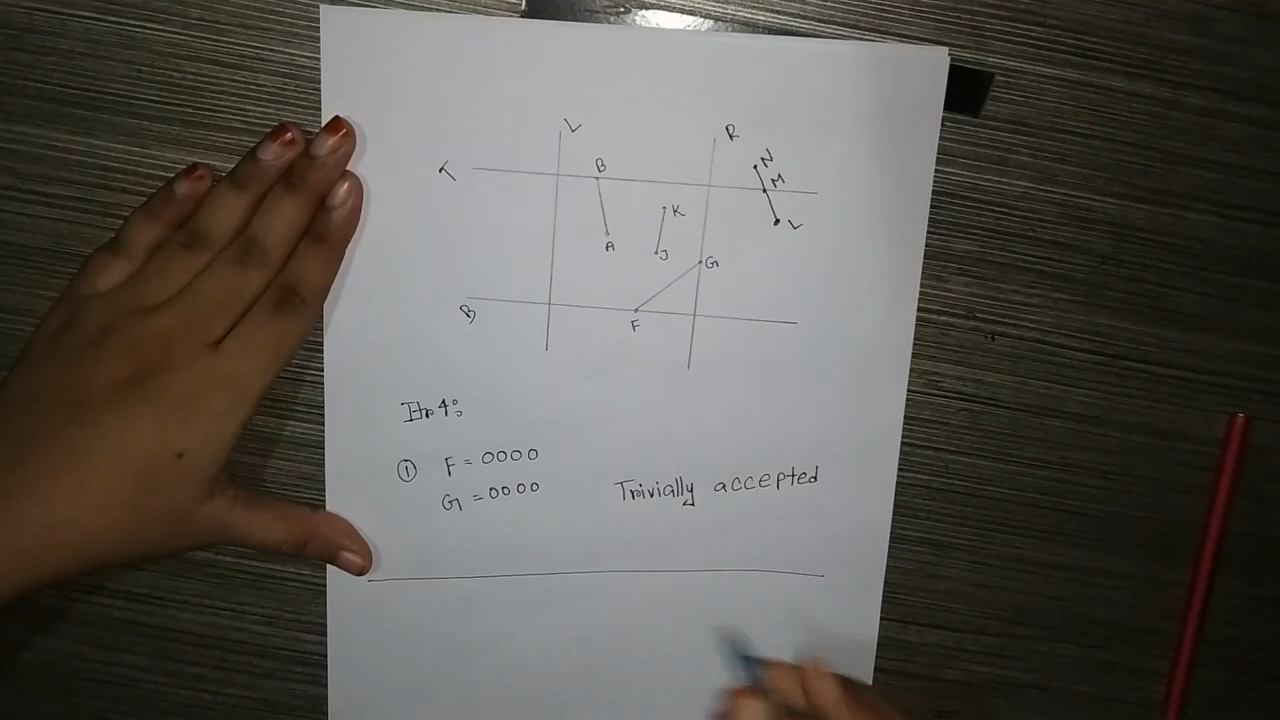 L
R
T
B
N
M
K
L
A
J
G
B
F
Itr 4:
① F = 0000
G = 0000
Trivially accepted